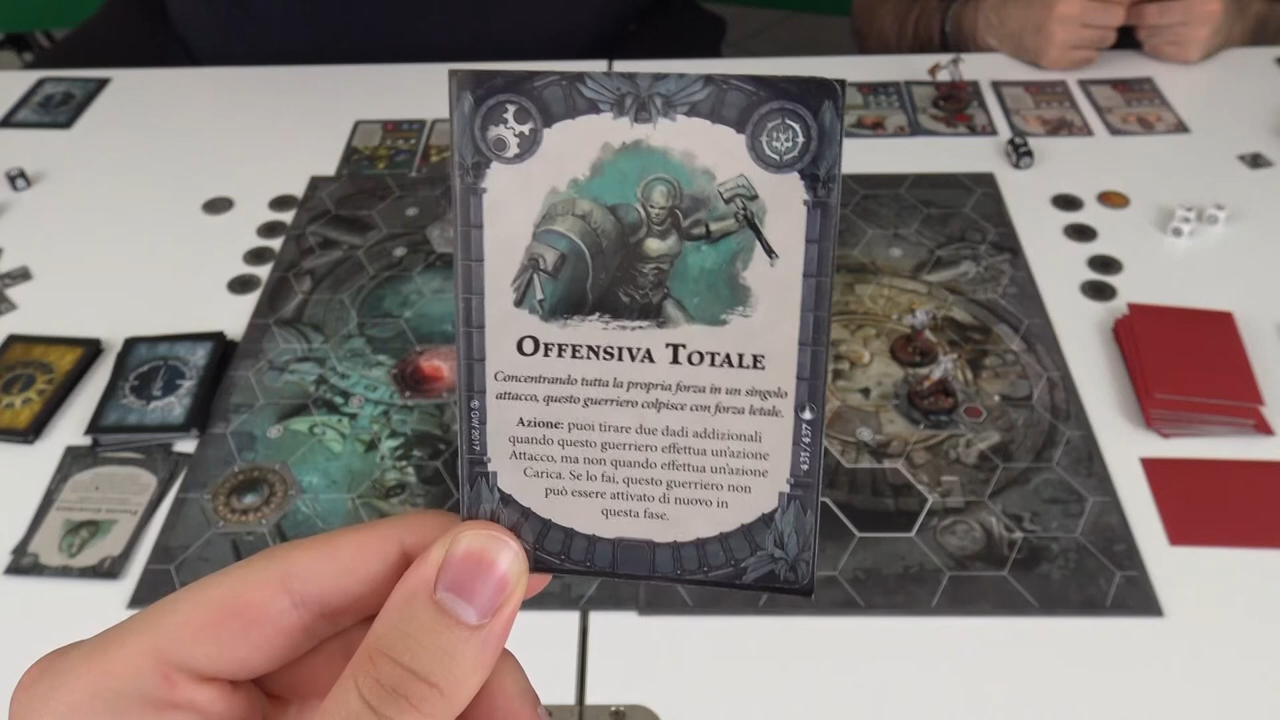 OFFENSIVA TOTALE
Concentrando tutta la propria forza in un singolo
attacco, questo guerriero colpisce con forza letale.
Azione: puoi tirare due dadi addizionali
quando questo guerriero effettua un'azione
Attacco, ma non quando effettua un'azione
Carica. Se lo fai, questo guerriero non
può essere attivato di nuovo in
questa fase.
© GW 2017
431/437